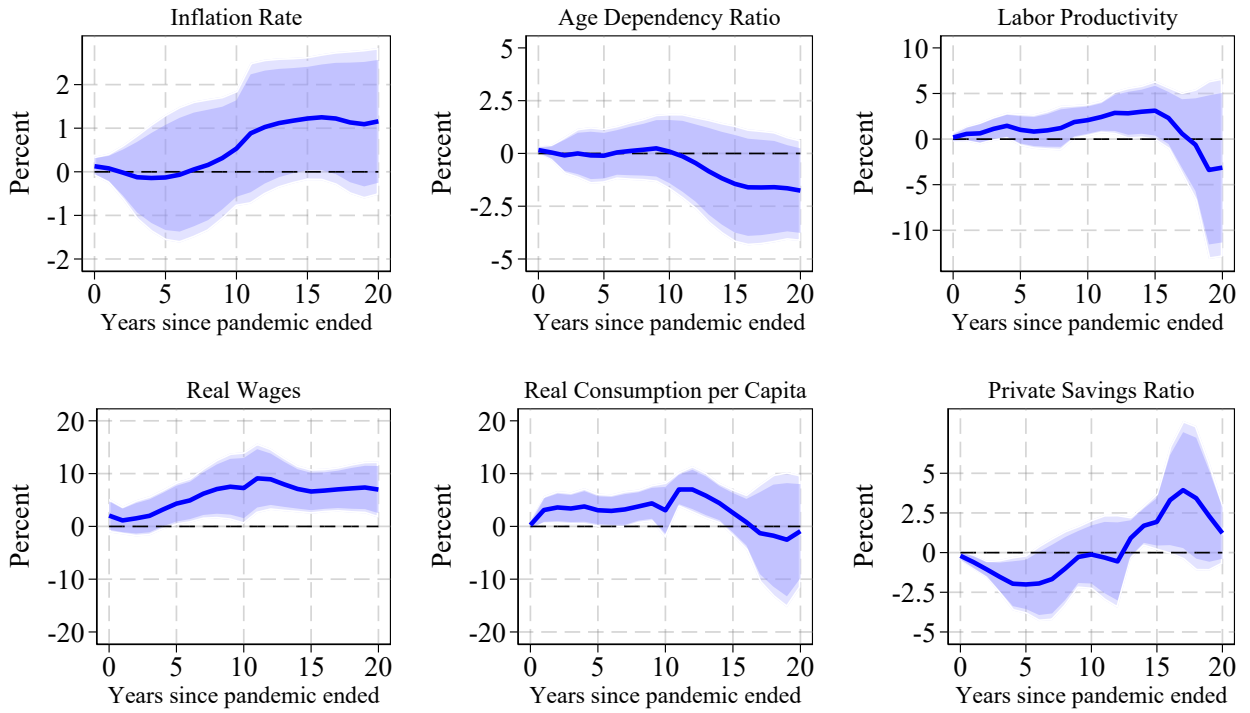 Inflation Rate
Percent
2
1
0
-1
-2
0 5 10 15 20
Years since pandemic ended
Age Dependency Ratio
Percent
5
2.5
0
-2.5
-5
0 5 10 15 20
Years since pandemic ended
Labor Productivity
Percent
10
5
0
-5
-10
0 5 10 15 20
Years since pandemic ended
Real Wages
Percent
20
10
0
-10
-20
0 5 10 15 20
Years since pandemic ended
Real Consumption per Capita
Percent
20
10
0
-10
-20
0 5 10 15 20
Years since pandemic ended
Private Savings Ratio
Percent
5
2.5
0
-2.5
-5
0 5 10 15 20
Years since pandemic ended